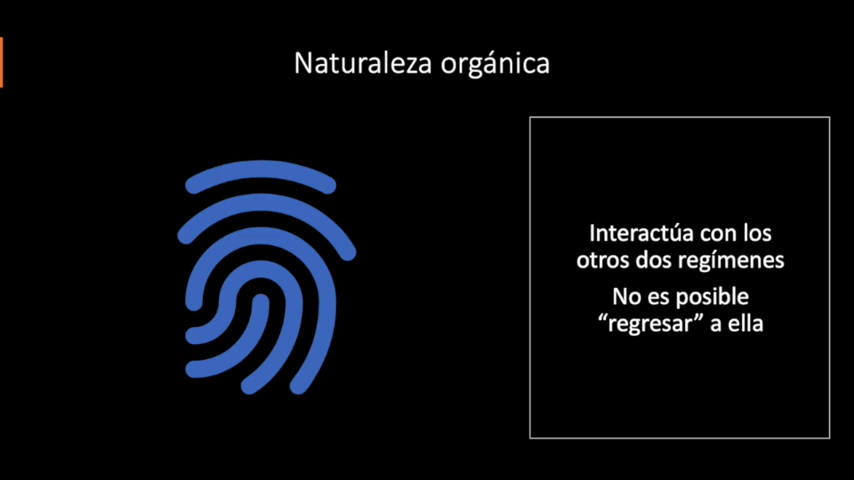 Naturaleza orgánica
Interactúa con los
otros dos regímenes
No es posible
“regresar” a ella